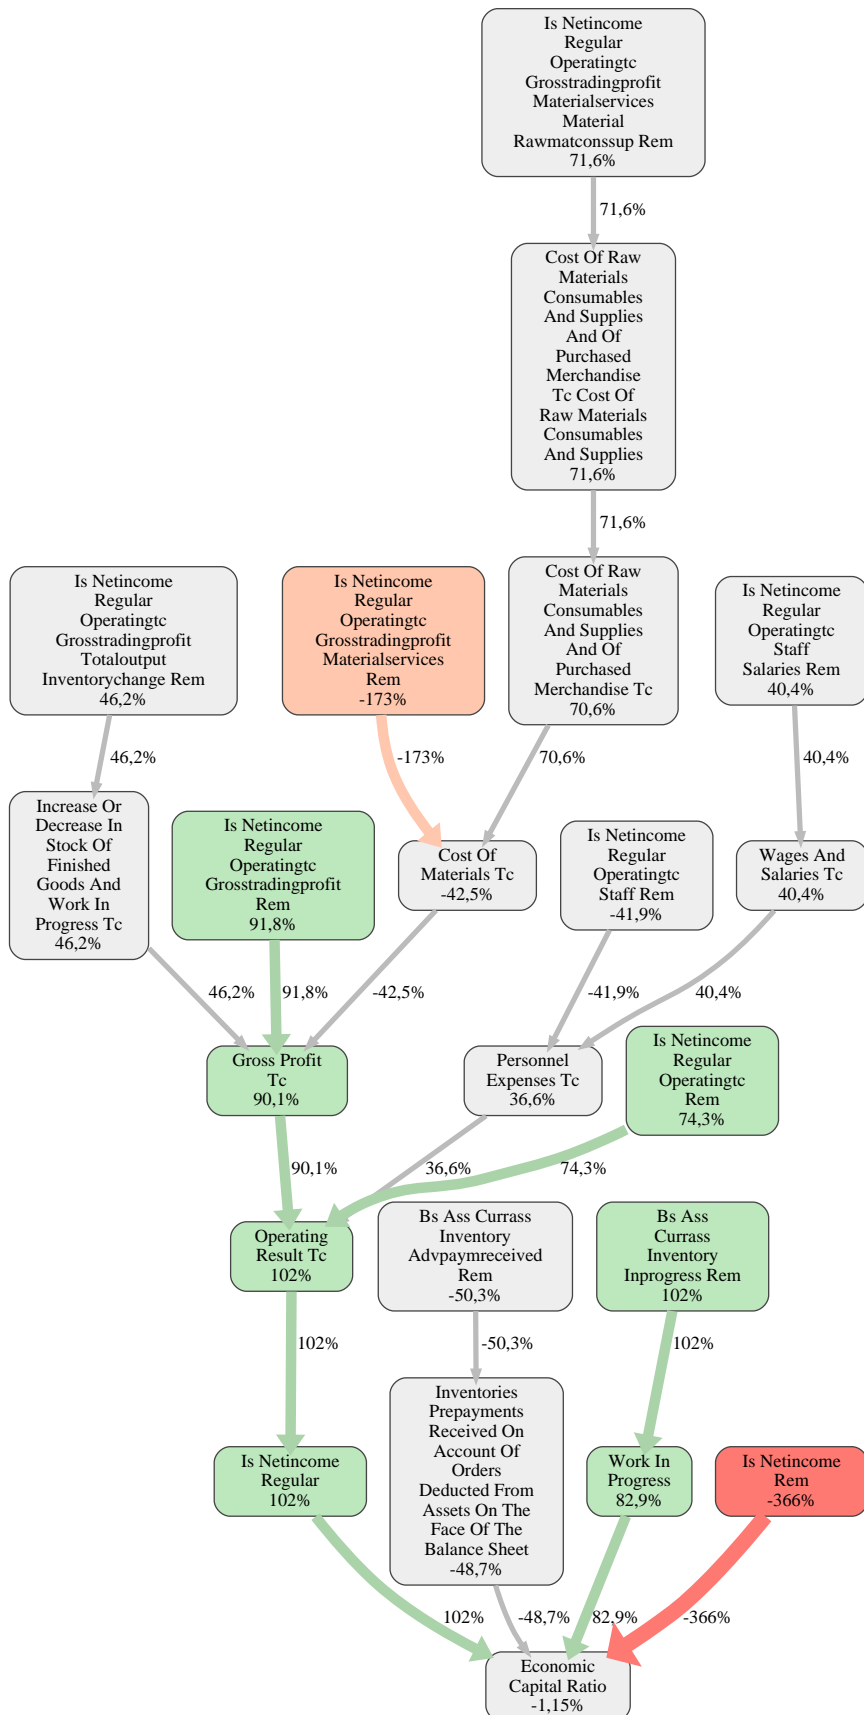 Is Netincome
Regular
Operatingtc
Grosstradingprofit
Materialservices
Material
Rawmatconssup Rem
71,6%
71,6%
Cost Of Raw
Materials
Consumables
And Supplies
And Of
Purchased
Merchandise
Tc Cost Of
Raw Materials
Consumables
And Supplies
71,6%
71,6%
Is Netincome
Regular
Operatingtc
Grosstradingprofit
Totaloutput
Inventorychange Rem
46,2%
Is Netincome
Regular
Operatingtc
Grosstradingprofit
Materialservices
Rem
-173%
Cost Of Raw
Materials
Consumables
And Supplies
And Of
Purchased
Merchandise Tc
70,6%
Is Netincome
Regular
Operatingtc
Staff
Salaries Rem
40,4%
46,2%
-173%
70,6%
40,4%
Increase Or
Decrease In
Stock Of
Finished
Goods And
Work In
Progress Tc
46,2%
Is Netincome
Regular
Operatingtc
Grosstradingprofit
Rem
91,8%
Cost Of
Materials Tc
-42,5%
Is Netincome
Regular
Operatingtc
Staff Rem
-41,9%
Wages And
Salaries Tc
40,4%
46,2%
91,8%
-42,5%
-41,9%
40,4%
Gross Profit
Tc
90,1%
Personnel
Expenses Tc
36,6%
Is Netincome
Regular
Operatingtc
Rem
74,3%
90,1%
36,6%
74,3%
Operating
Result Tc
102%
Bs Ass Currass
Inventory
Advpaymreceived
Rem
-50,3%
Bs Ass
Currass
Inventory
Inprogress Rem
102%
102%
-50,3%
102%
Is Netincome
Regular
102%
Inventories
Prepayments
Received On
Account Of
Orders
Deducted From
Assets On The
Face Of The
Balance Sheet
-48,7%
Work In
Progress
82,9%
Is Netincome
Rem
-366%
102%
-48,7%
82,9%
-366%
Economic
Capital Ratio
-1,15%